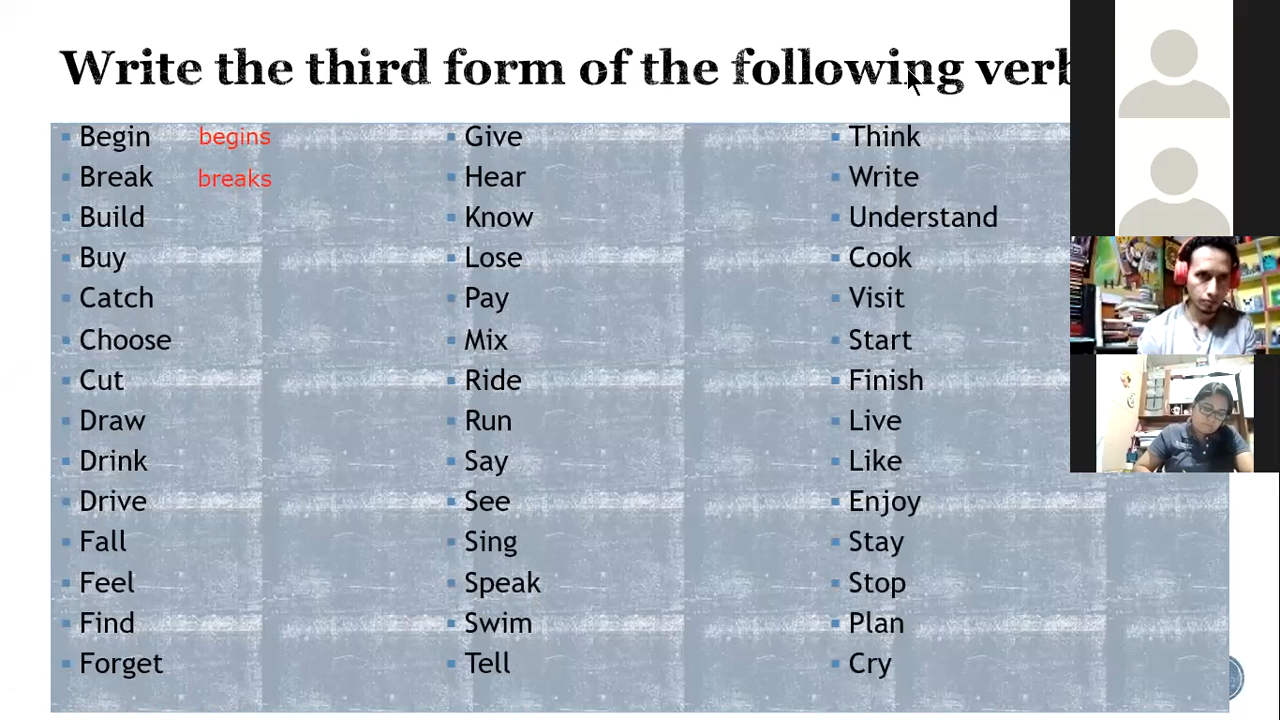 Write the third form of the following verb
Begin begins
Break breaks
Build
Buy
Catch
Choose
Cut
Draw
Drink
Drive
Fall
Feel
Find
Forget
Give
Hear
Know
Lose
Pay
Mix
Ride
Run
Say
See
Sing
Speak
Swim
Tell
Think
Write
Understand
Cook
Visit
Start
Finish
Live
Like
Enjoy
Stay
Stop
Plan
Cry